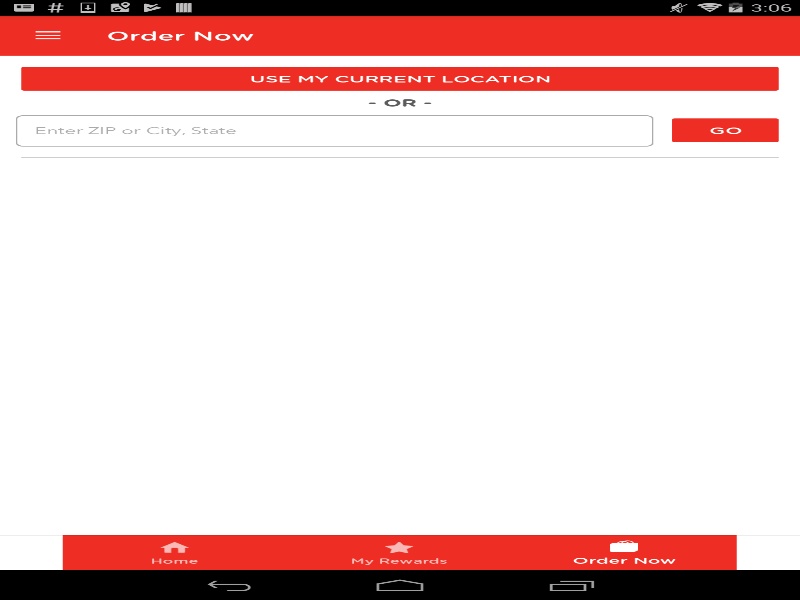 3:06
Order Now
USE MY CURRENT LOCATION
- OR -
Enter ZIP or City, State
GO
Home
My Rewards
Order Now